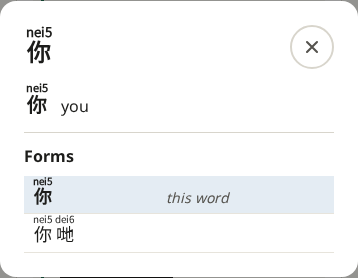 nei5
你
nei5
你 you
Forms
nei5
你 this word
nei5 dei6
你 哋